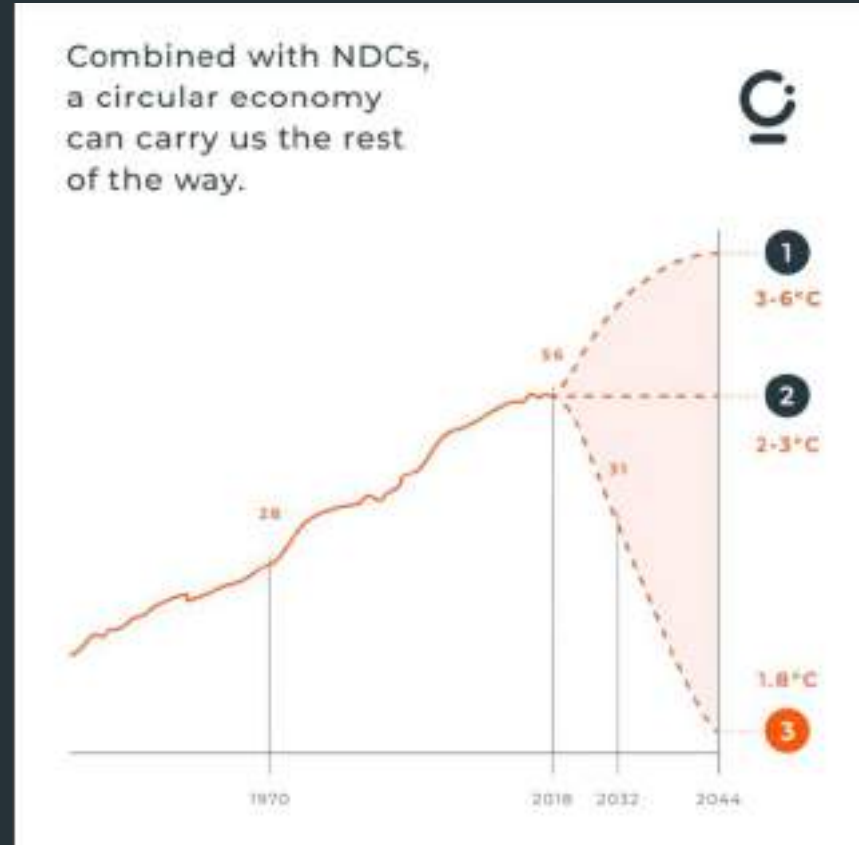 Combined with NDCs,
a circular economy
can carry us the rest
of the way.
1
3-6°C
56
2
2-3°C
31
28
1.8°C
3
1970 2018 2032 2044